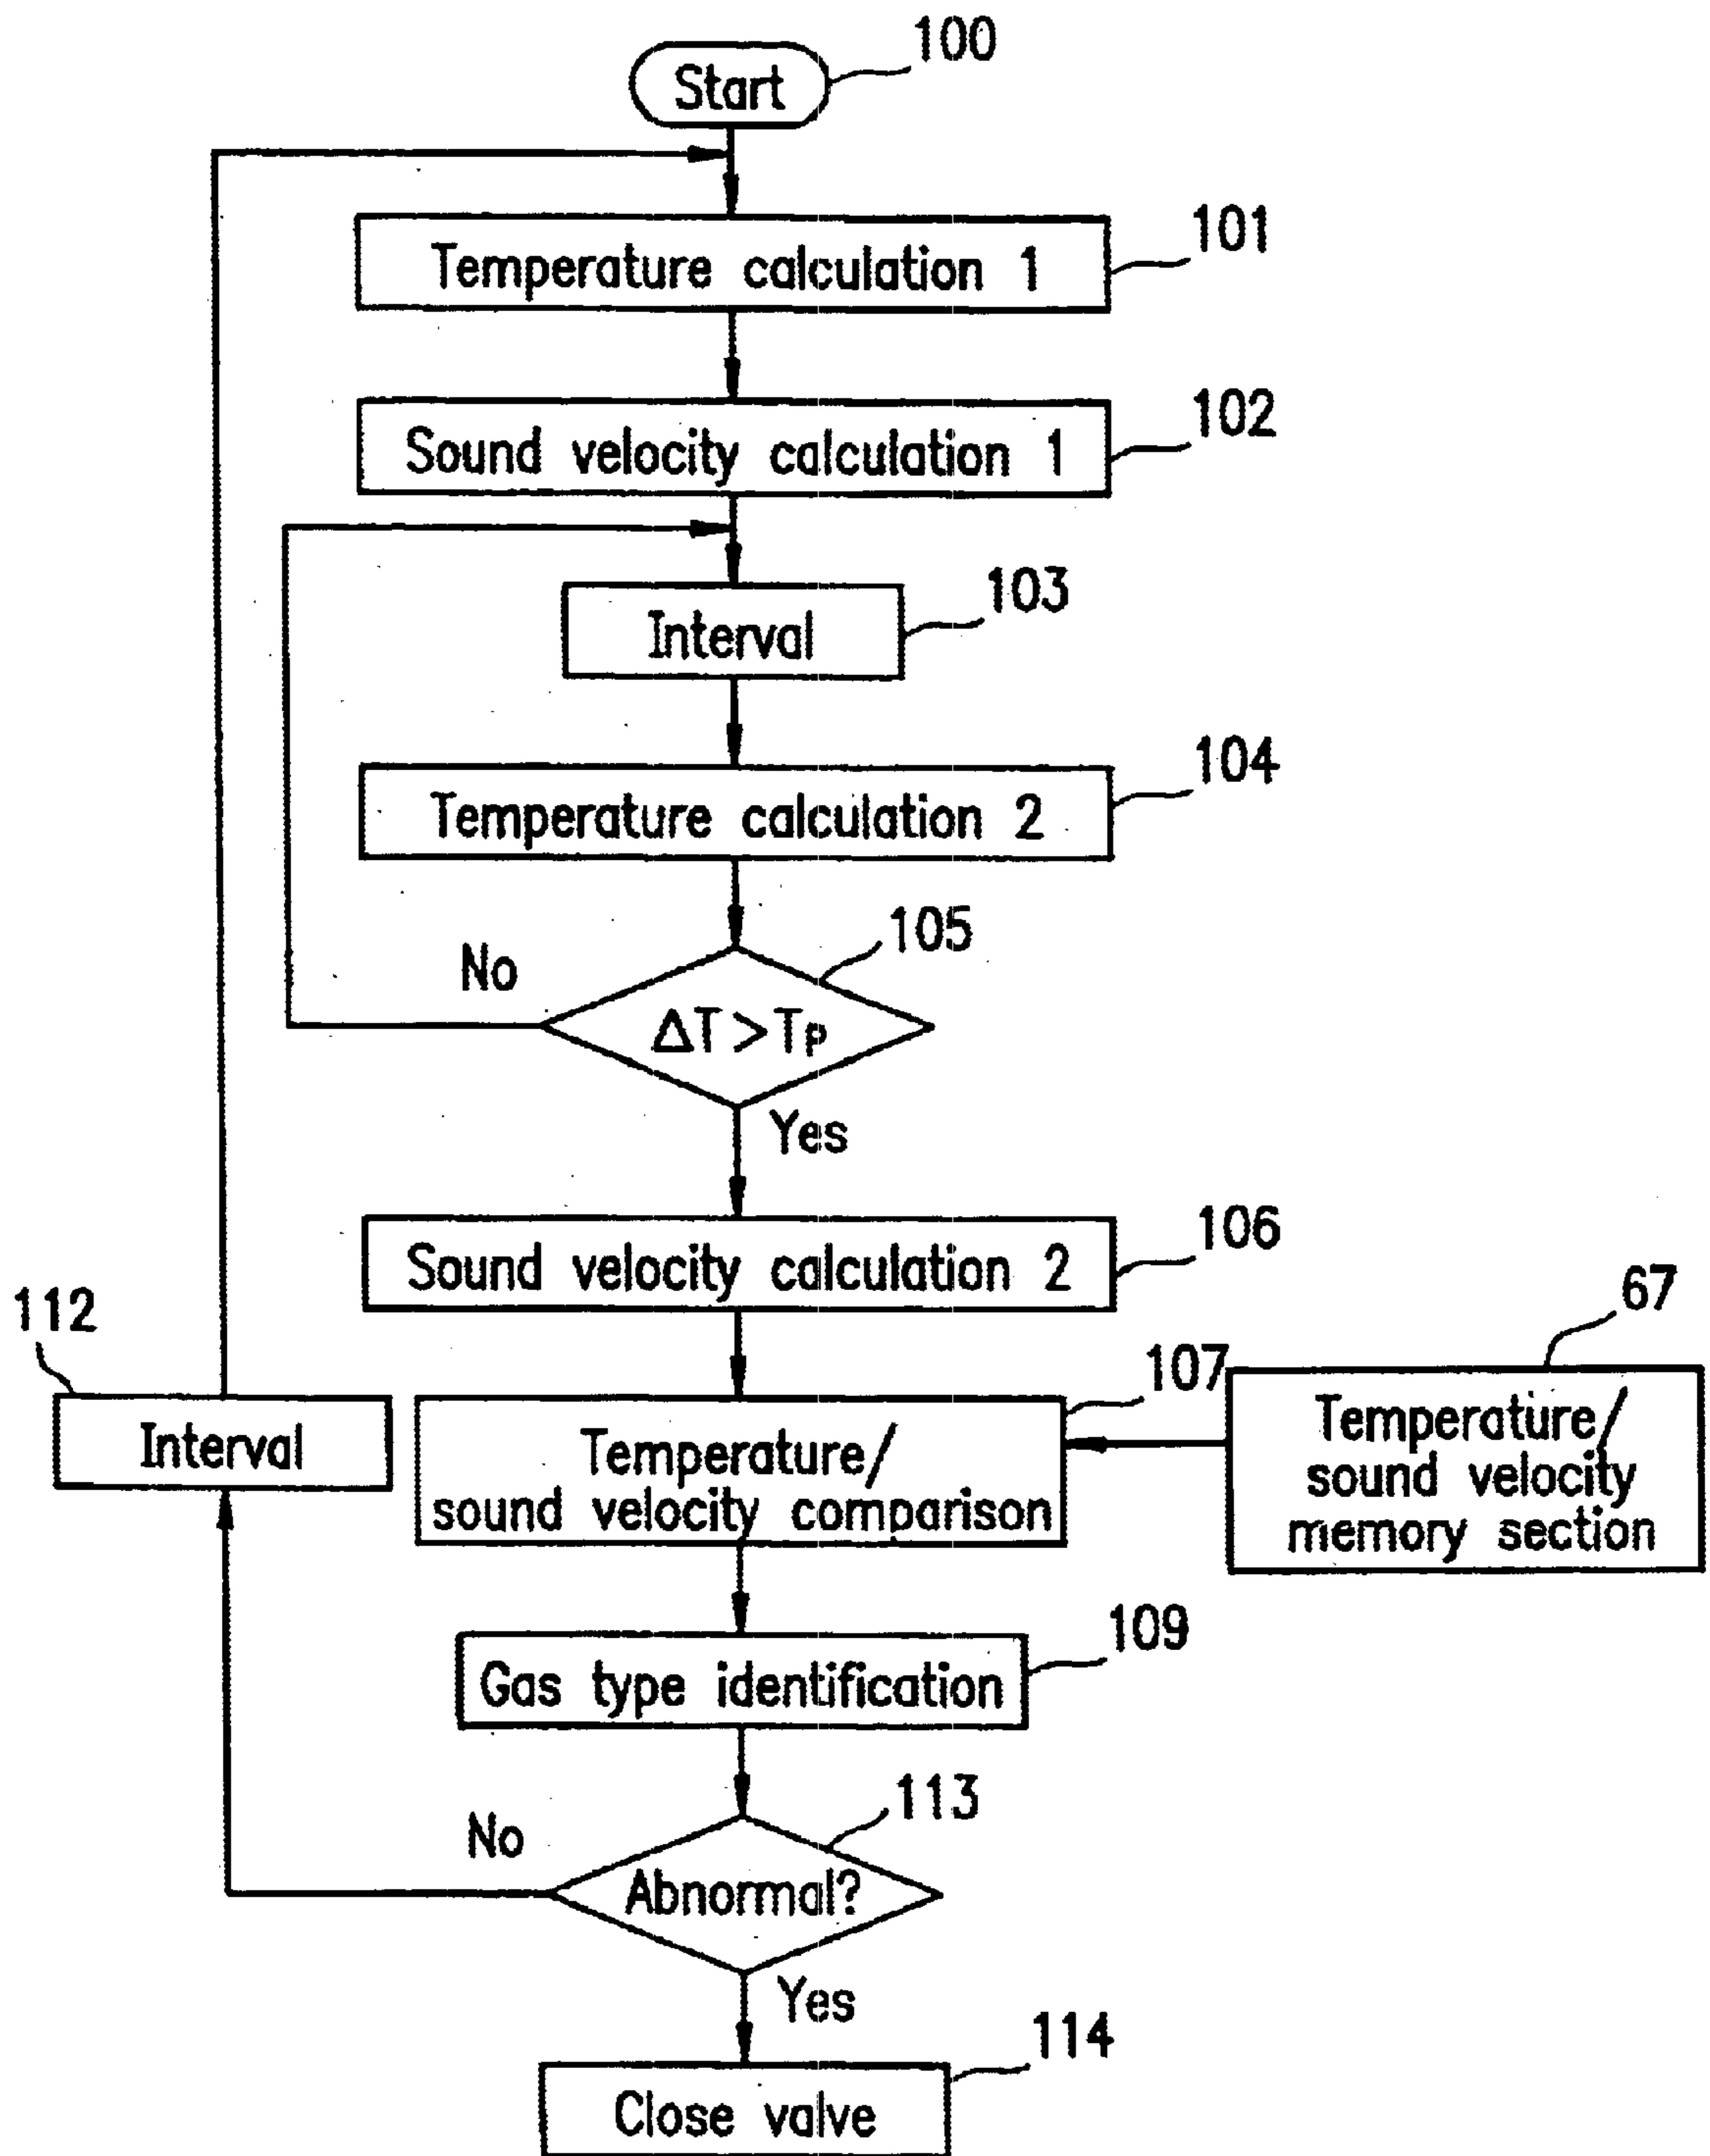 100
Start
101
Temperature calculation 1
102
Sound velocity calculation 1
103
Interval
104
Temperature calculation 2
105
No
ΔT>TP
Yes
106
Sound velocity calculation 2
112
Interval
107
Temperature/
sound velocity comparison
67
Temperature/
sound velocity
memory section
109
Gas type identification
113
No
Abnormal?
Yes
114
Close valve